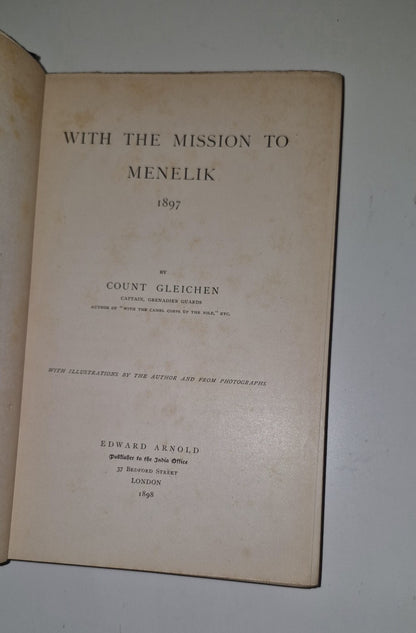 WITH THE MISSION TO
MENELIK
1897
BY
COUNT GLEICHEN
CAPTAIN, GRENADIER GUARDS
AUTHOR OF "WITH THE CAMEL CORPS UP THE NILE," ETC.
WITH ILLUSTRATIONS BY THE AUTHOR AND FROM PHOTOGRAPHS
EDWARD ARNOLD
Publisher to the India Office
37 BEDFORD STREET
LONDON
1898